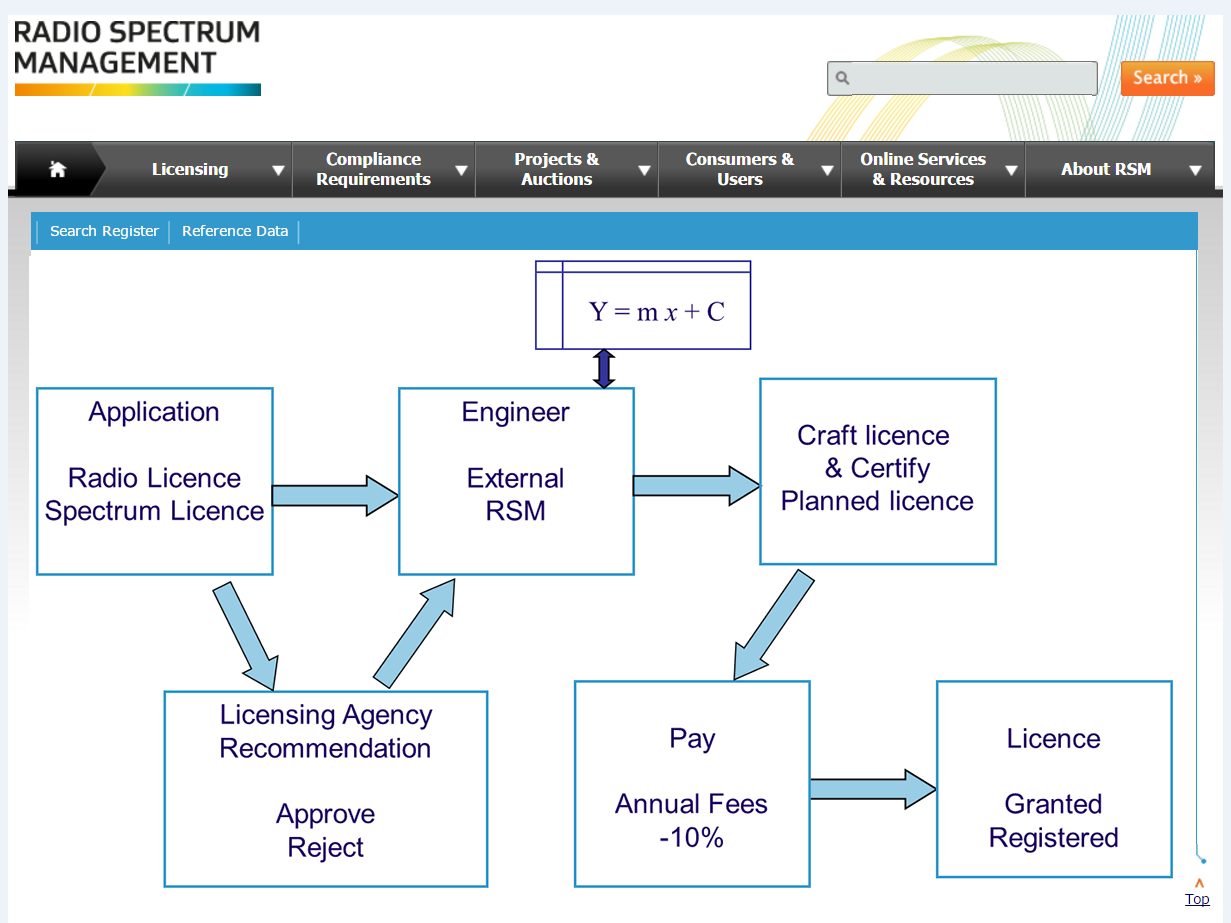 RADIO SPECTRUM
MANAGEMENT
Search »
Licensing
Compliance
Requirements
Projects &
Auctions
Consumers &
Users
Online Services
& Resources
About RSM
Search Register
Reference Data
Y = m x + C
Application
Radio Licence
Spectrum Licence
Engineer
External
RSM
Craft licence
& Certify
Planned licence
Licensing Agency
Recommendation
Approve
Reject
Pay
Annual Fees
-10%
Licence
Granted
Registered
Top